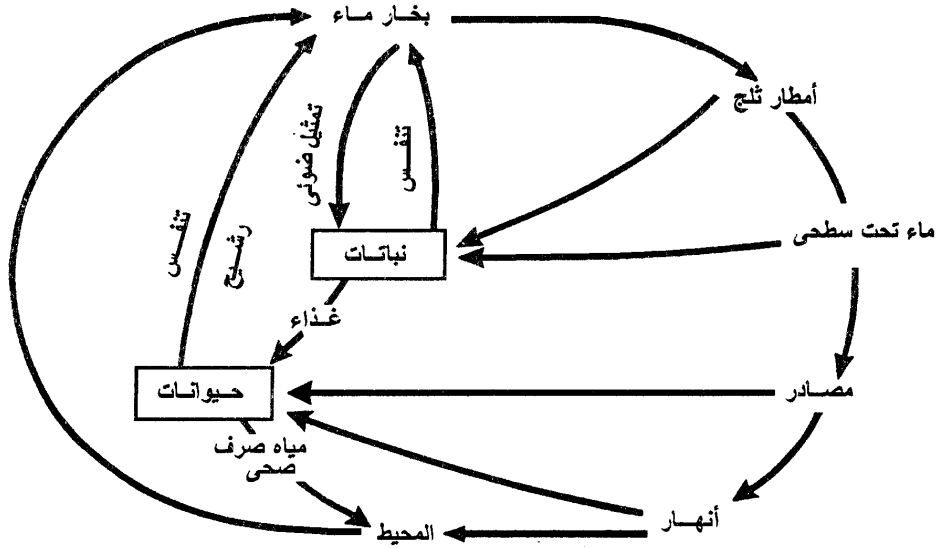 بخار ماء
أمطار ثلج
تمثيل ضوئى
تنفس
تنفس
رشيح
ماء تحت سطحى
نباتات
غذاء
حيوانات
مصادر
مياه صرف
صحى
أنهار
المحيط